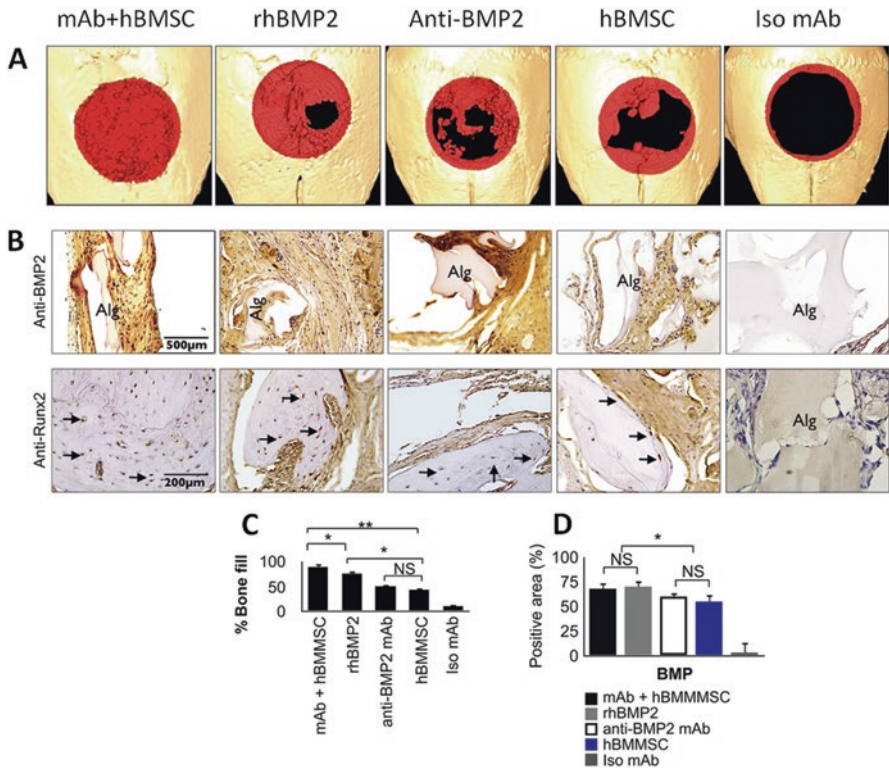 mAb+hBMSC rhBMP2 Anti-BMP2 hBMSC Iso mAb
A
B
Anti-BMP2
Alg
500µm
Alg
Alg
Alg
Anti-Runx2
200µm
Alg
C
**
*
*
NS
% Bone fill
100
50
0
mAb + hBMMSC
rhBMP2
anti-BMP2 mAb
hBMMSC
Iso mAb
D
*
NS
NS
Positive area (%)
100
75
50
25
0
BMP
mAb + hBMMMSC
rhBMP2
anti-BMP2 mAb
hBMMSC
Iso mAb